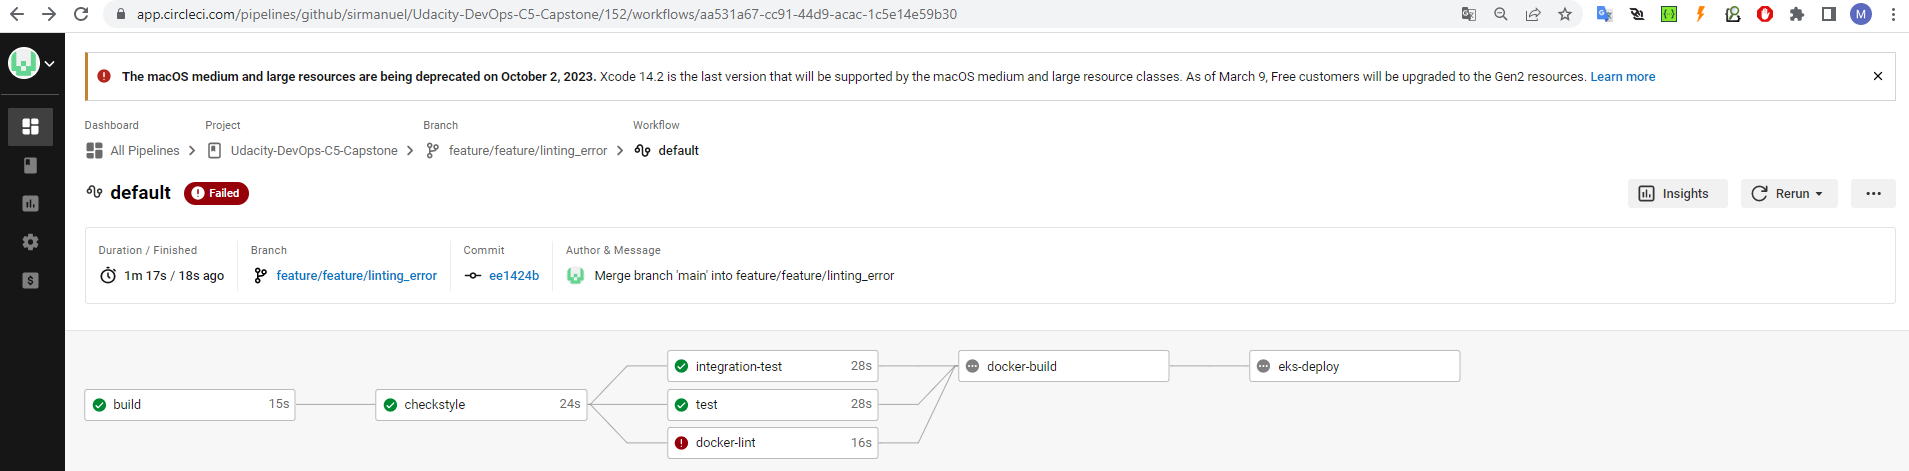 app.circleci.com/pipelines/github/sirmanuel/Udacity-DevOps-C5-Capstone/152/workflows/aa531a67-cc91-44d9-acac-1c5e14e59b30
M
The macOS medium and large resources are being deprecated on October 2, 2023. Xcode 14.2 is the last version that will be supported by the macOS medium and large resource classes. As of March 9, Free customers will be upgraded to the Gen2 resources. Learn more
Dashboard Project Branch Workflow
All Pipelines Udacity-DevOps-C5-Capstone feature/feature/linting_error default
default Failed Insights Rerun
Duration / Finished Branch Commit Author & Message
1m 17s / 18s ago feature/feature/linting_error ee1424b Merge branch 'main' into feature/feature/linting_error
integration-test 28s docker-build eks-deploy
build 15s checkstyle 24s test 28s
docker-lint 16s